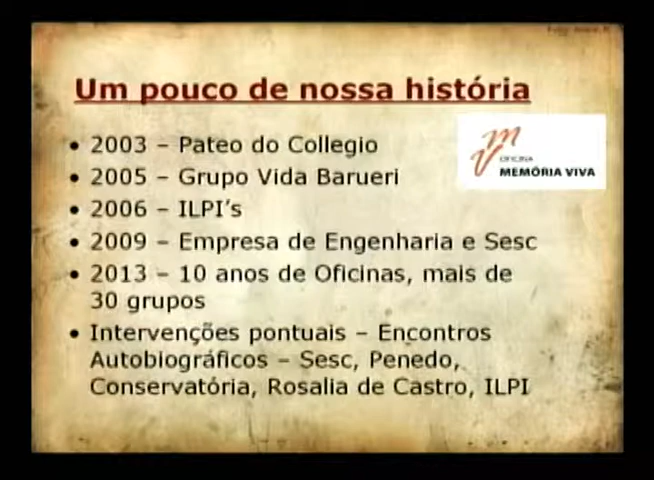 Um pouco de nossa história
• 2003 – Pateo do Collegio
• 2005 – Grupo Vida Barueri
• 2006 – ILPI's
• 2009 – Empresa de Engenharia e Sesc
• 2013 – 10 anos de Oficinas, mais de
30 grupos
• Intervenções pontuais – Encontros
Autobiográficos – Sesc, Penedo,
Conservatória, Rosalia de Castro, ILPI
OFICINA
MEMÓRIA VIVA